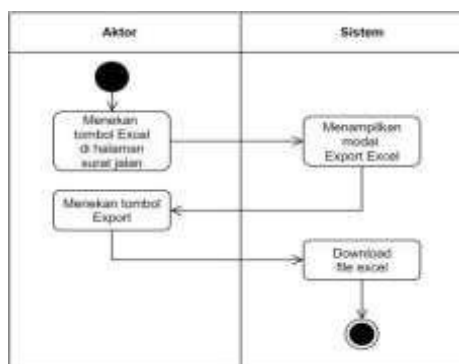 Aktor
Sistem
Menekan
tombol Excel
di halaman
surat jalan
Menampilkan
modal
Export Excel
Menekan tombol
Export
Download
file excel